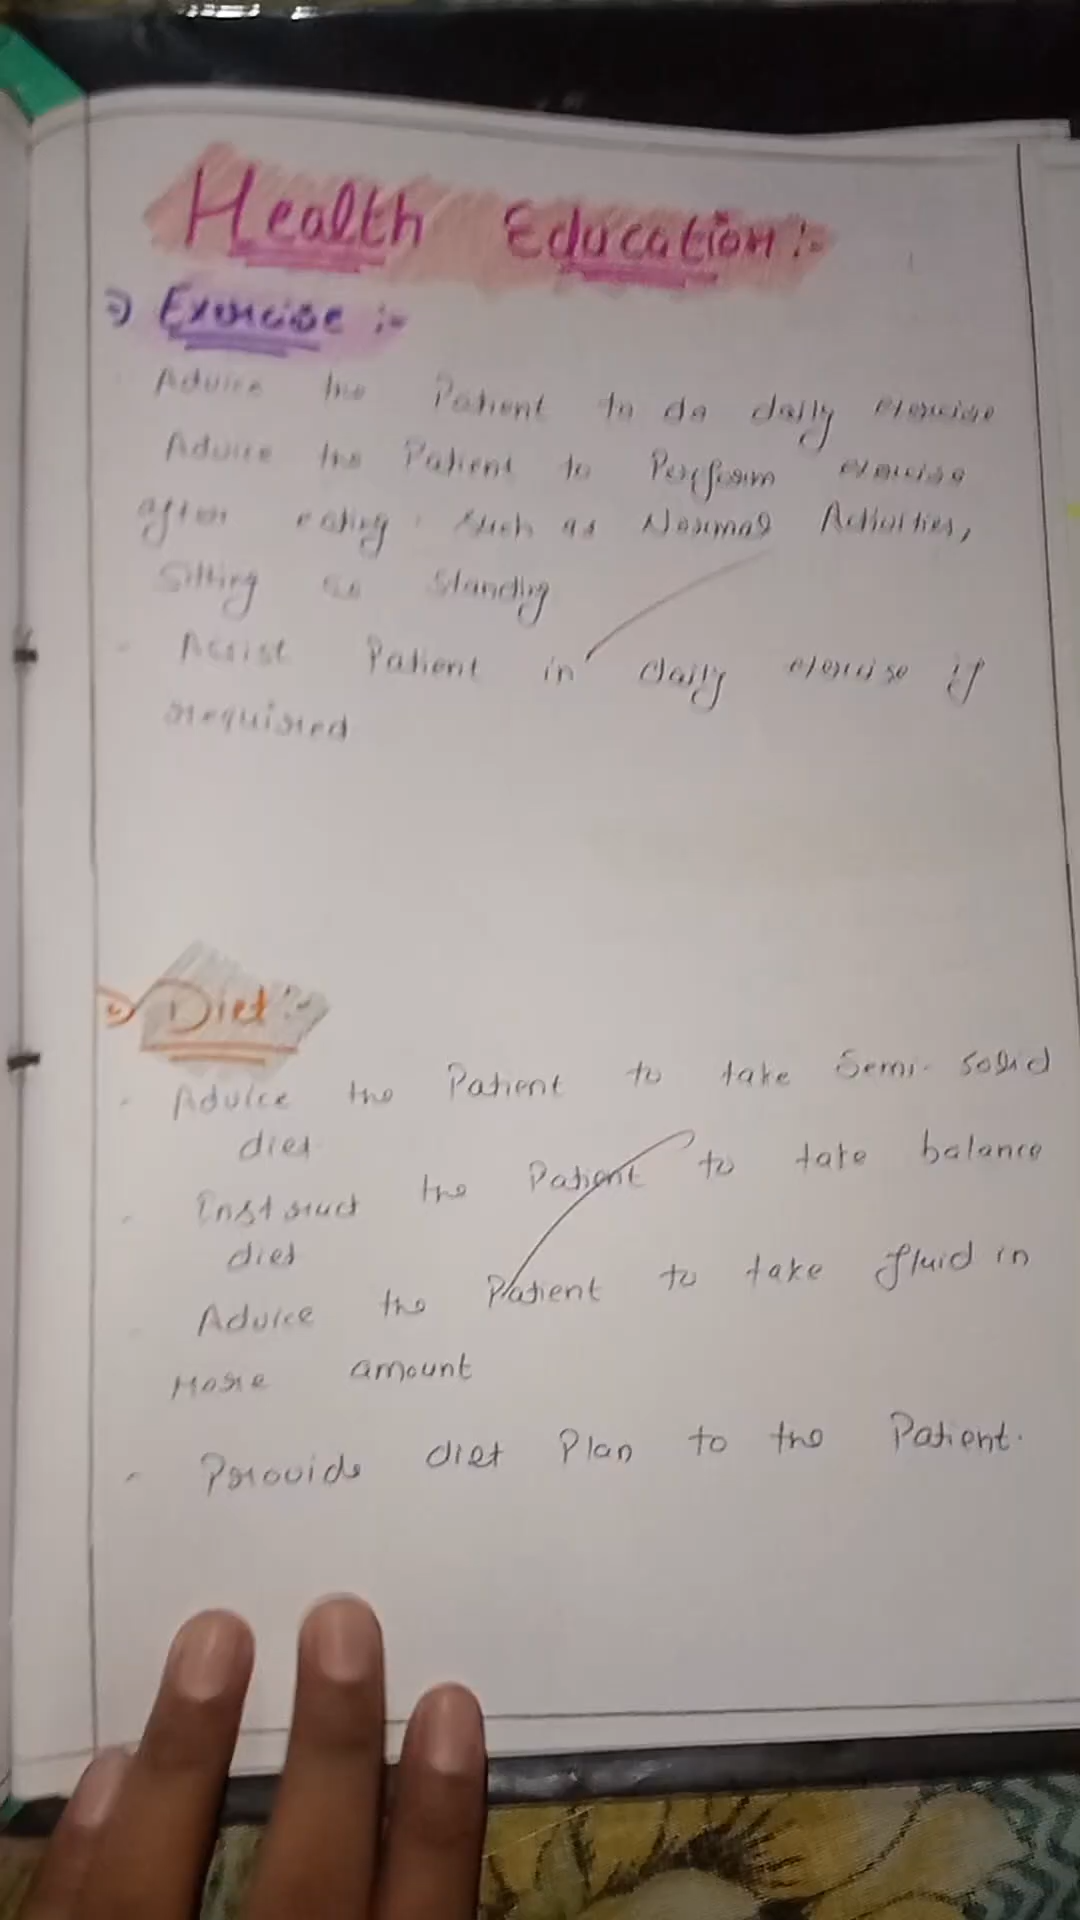 Health Education :-
=) Exercise :-
Advice the Patient to do daily exercise
Advice the Patient to Perform exercise
after eating such as Normal Activities,
Sitting or Standing
- Assist Patient in daily exercise if
required
Diet :-
- Advice the Patient to take Semi-solid
diet
- Instruct the Patient to take balance
diet
- Advice the Patient to take fluid in
More amount
- Provide diet Plan to the Patient.